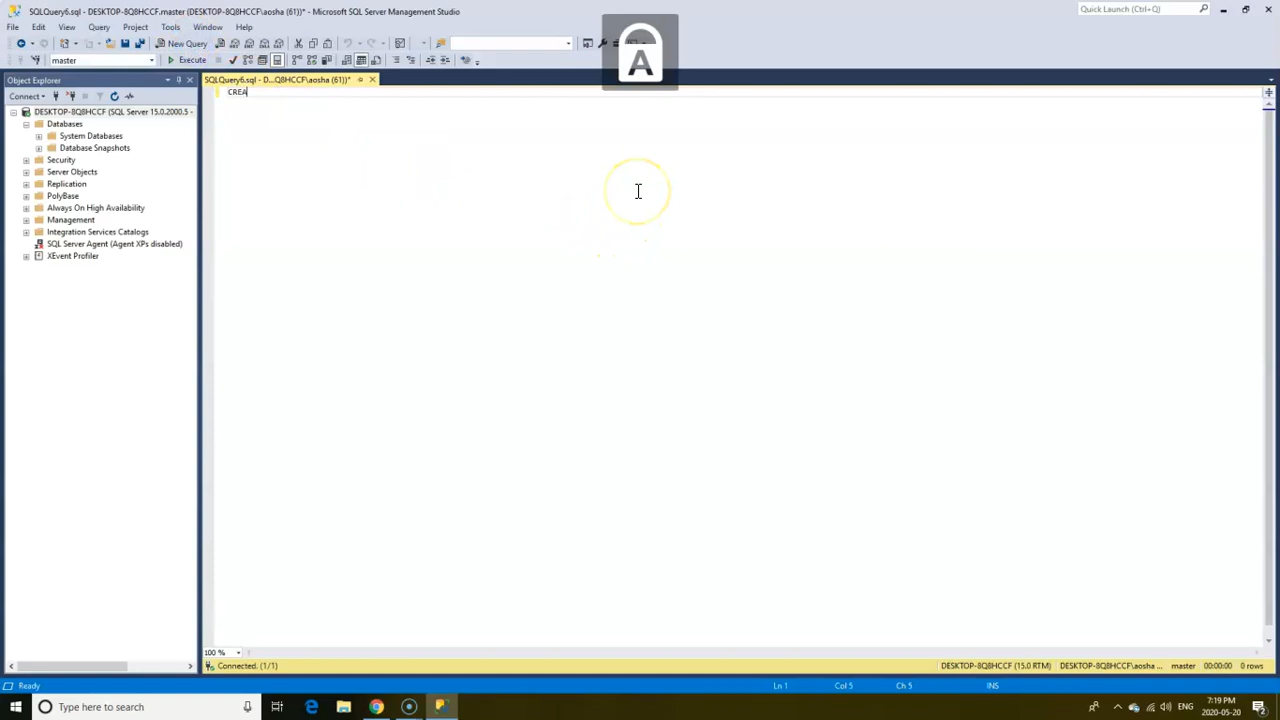 SQLQuery6.sql - DESKTOP-8Q8HCCF.master (DESKTOP-8Q8HCCF\aosha (61))* - Microsoft SQL Server Management Studio
Quick Launch (Ctrl+Q)
File Edit View Query Project Tools Window Help
New Query
master
Execute
A
Object Explorer
SQLQuery6.sql - D...Q8HCCF\aosha (61))*
Connect
CREA
DESKTOP-8Q8HCCF (SQL Server 15.0.2000.5 -
Databases
System Databases
Database Snapshots
Security
Server Objects
Replication
PolyBase
Always On High Availability
Management
Integration Services Catalogs
SQL Server Agent (Agent XPs disabled)
XEvent Profiler
100 %
Connected. (1/1)
DESKTOP-8Q8HCCF (15.0 RTM)
DESKTOP-8Q8HCCF\aosha ...
master
00:00:00
0 rows
Ready
Ln 1
Col 5
Ch 5
INS
Type here to search
ENG
7:19 PM
2020-05-20
2